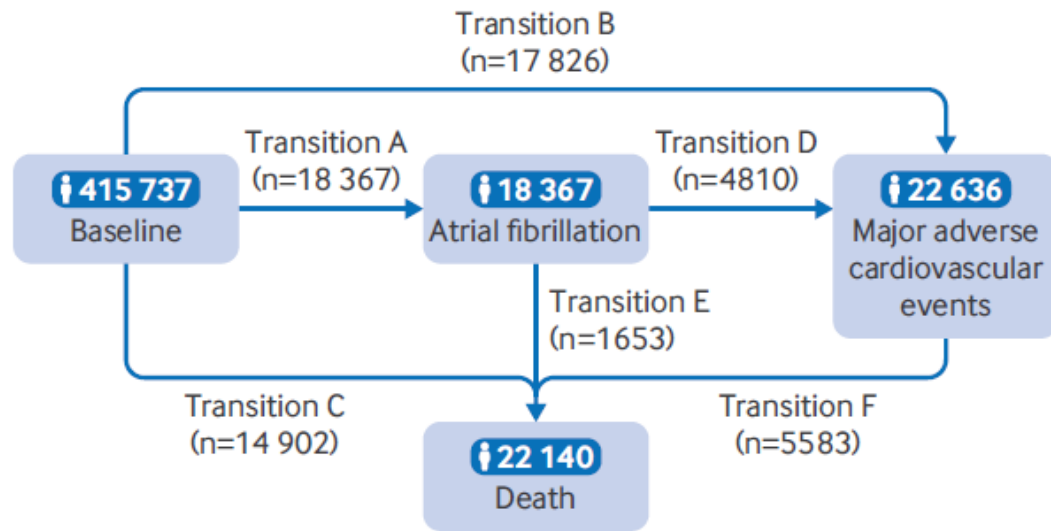 Transition B
(n=17 826)
Transition A
(n=18 367)
Transition D
(n=4810)
415 737
Baseline
18 367
Atrial fibrillation
22 636
Major adverse
cardiovascular
events
Transition E
(n=1653)
Transition C
(n=14 902)
Transition F
(n=5583)
22 140
Death